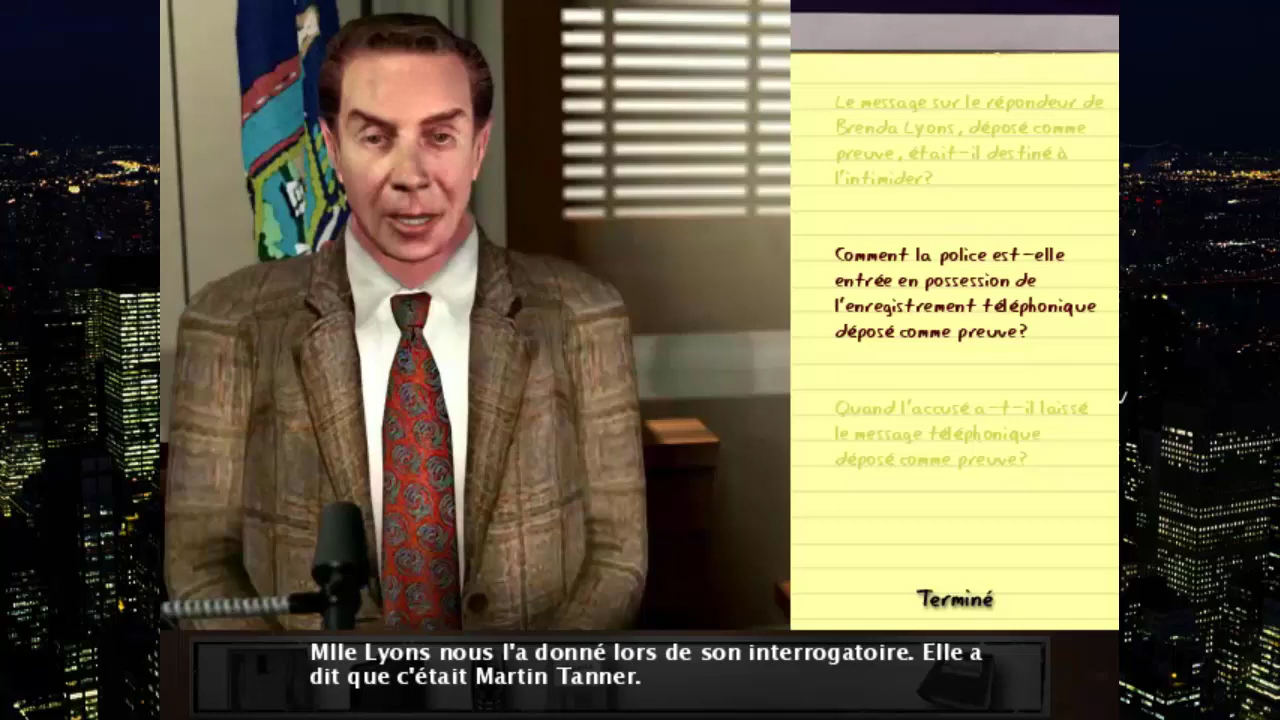 Le message sur le répondeur de
Brenda Lyons, déposé comme
preuve, était-il destiné à
l'intimider?
Comment la police est-elle
entrée en possession de
l'enregistrement téléphonique
déposé comme preuve?
Quand l'accusé a-t-il laissé
le message téléphonique
déposé comme preuve?
Terminé
Mlle Lyons nous l'a donné lors de son interrogatoire. Elle a
dit que c'était Martin Tanner.